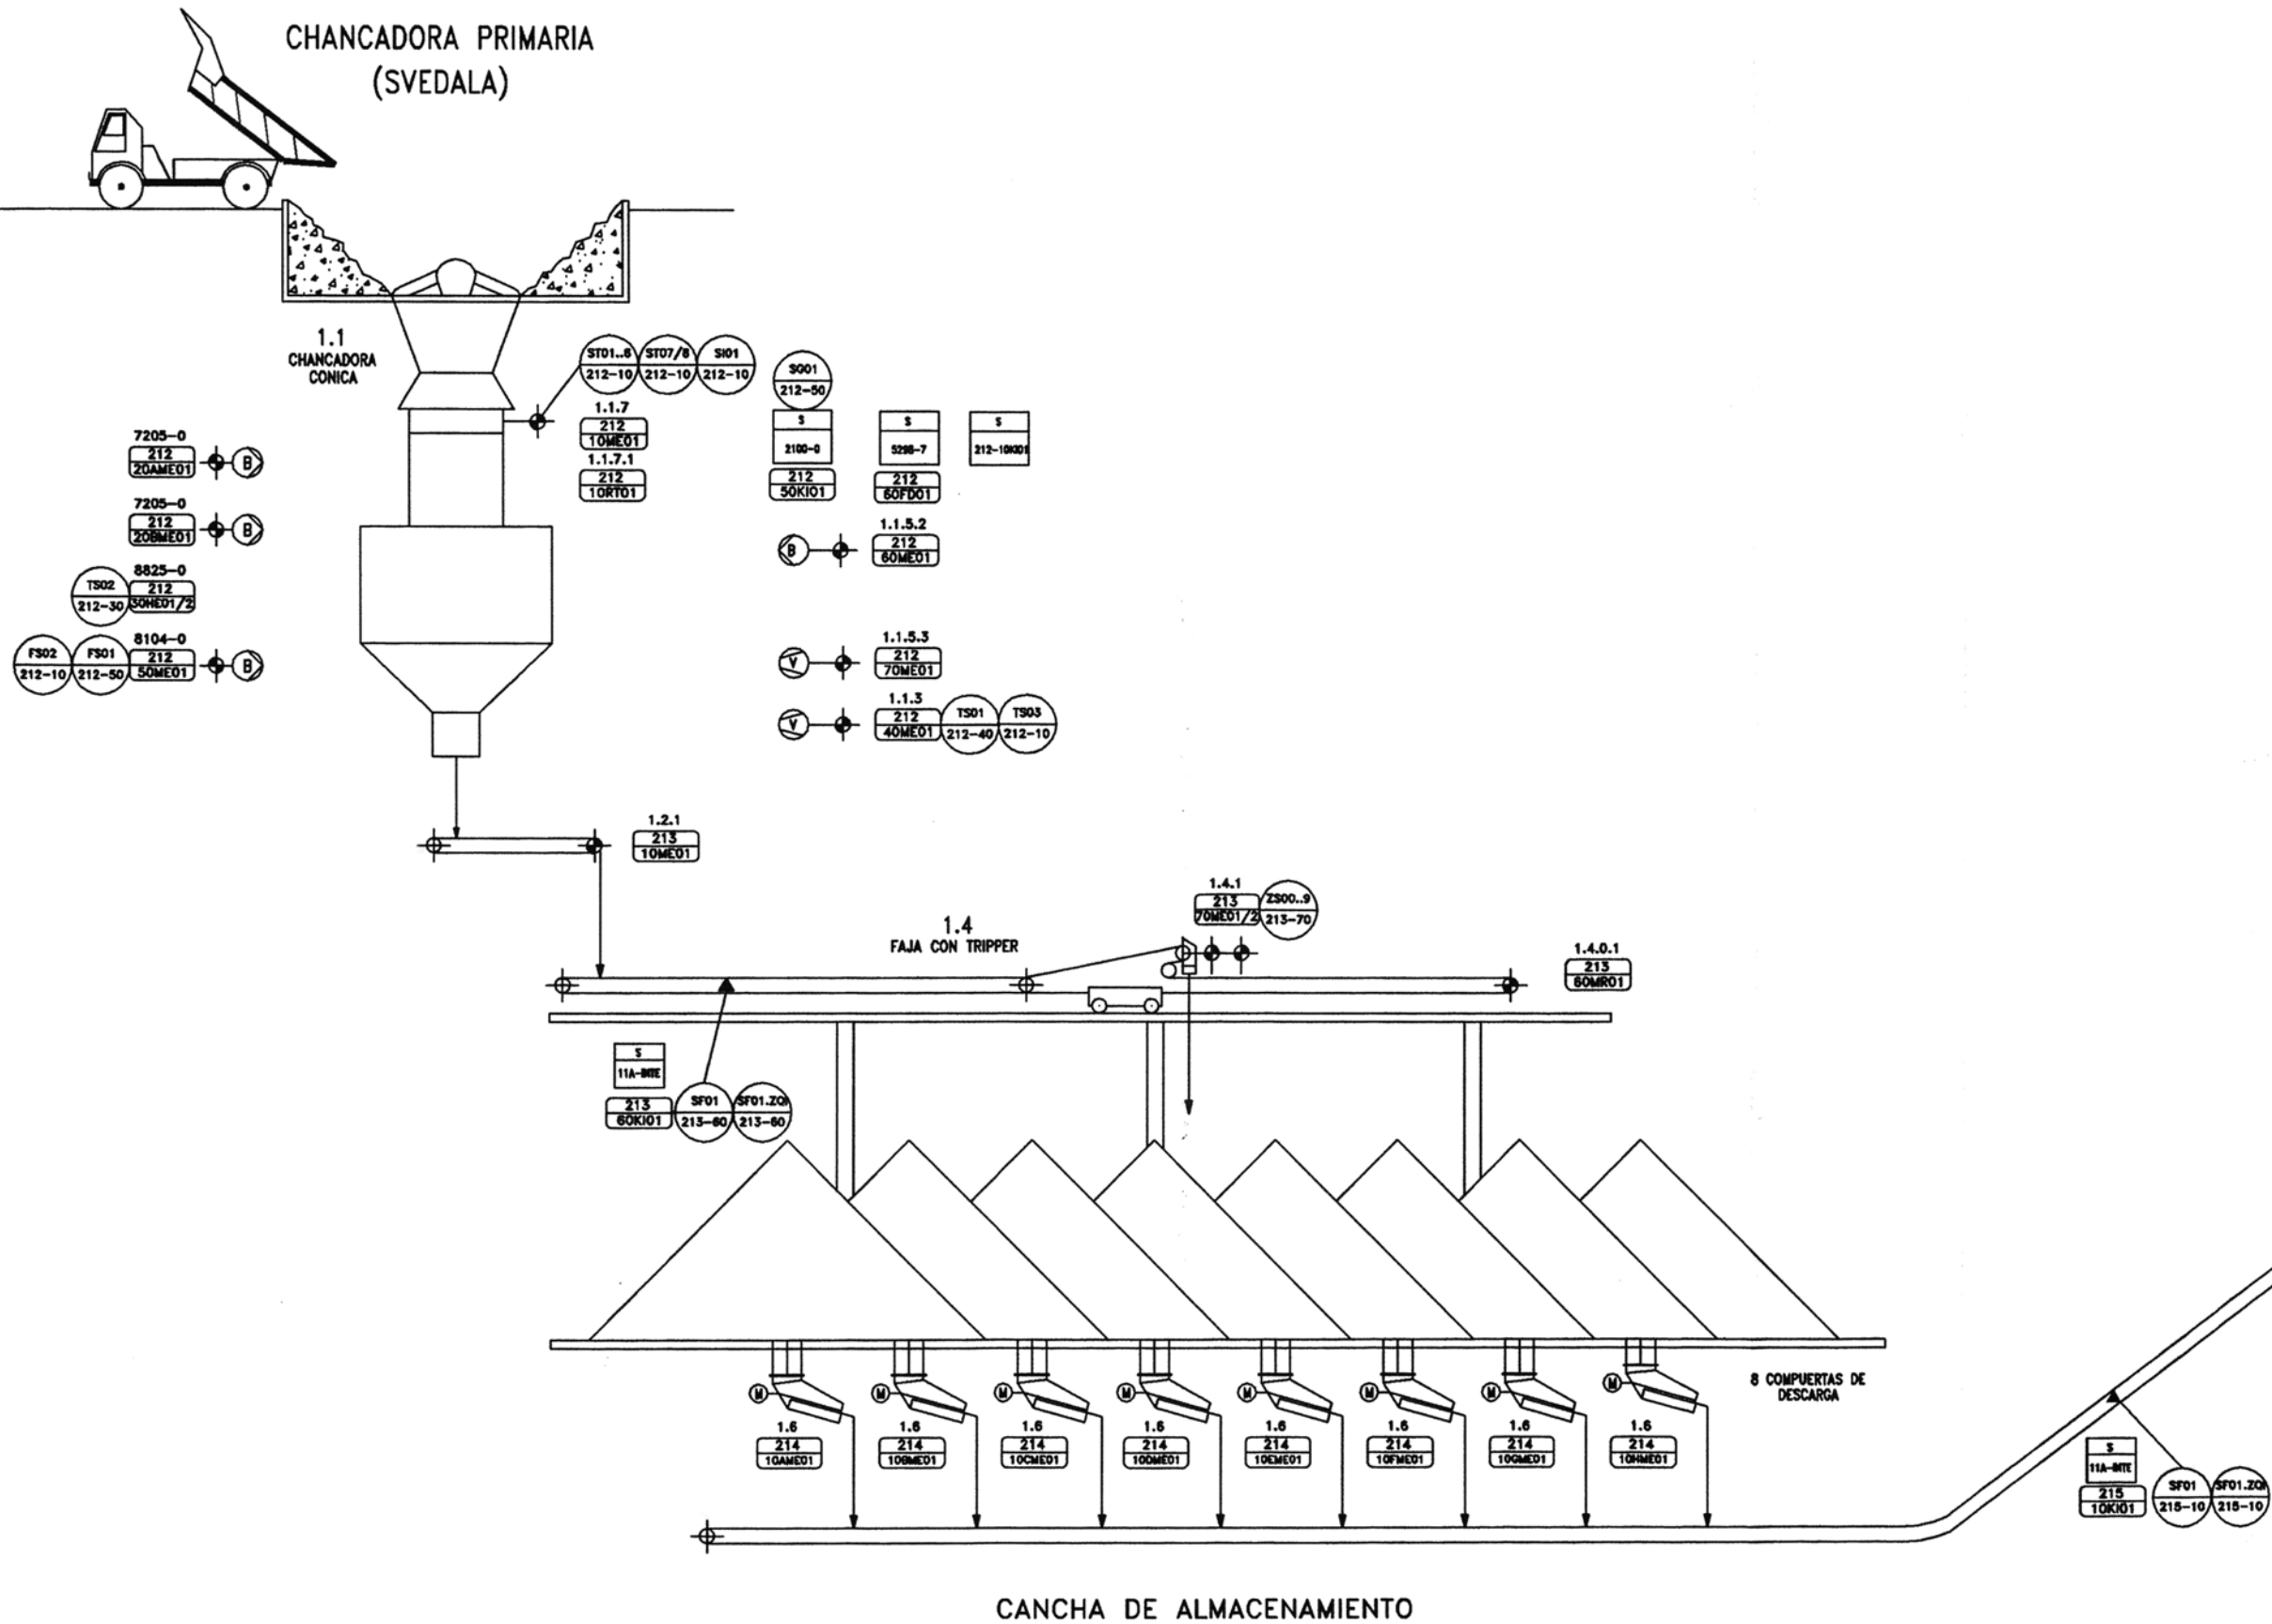 CHANCADORA PRIMARIA
(SVEDALA)
1.1
CHANCADORA
CONICA
ST01..6
212-10
ST07/8
212-10
SI01
212-10
1.1.7
212
10ME01
1.1.7.1
212
10RT01
SG01
212-50
S
2100-0
212
50KI01
S
5298-7
212
60FD01
S
212-10KI01
7205-0
212
20AME01
B
7205-0
212
20BME01
B
TS02
212-30
8825-0
212
30HE01/2
FS02
212-10
FS01
212-50
8104-0
212
50ME01
B
B
1.1.5.2
212
60ME01
V
1.1.5.3
212
70ME01
V
1.1.3
212
40ME01
TS01
212-40
TS03
212-10
1.2.1
213
10ME01
1.4
FAJA CON TRIPPER
1.4.1
213
70ME01/2
ZS00..9
213-70
1.4.0.1
213
60MR01
S
11A-BITE
213
60KI01
SF01
213-60
SF01.ZQI
213-60
M
1.6
214
10AME01
M
1.6
214
10BME01
M
1.6
214
10CME01
M
1.6
214
10DME01
M
1.6
214
10EME01
M
1.6
214
10FME01
M
1.6
214
10GME01
M
1.6
214
10HME01
8 COMPUERTAS DE
DESCARGA
S
11A-BITE
215
10KI01
SF01
215-10
SF01.ZQI
215-10
CANCHA DE ALMACENAMIENTO